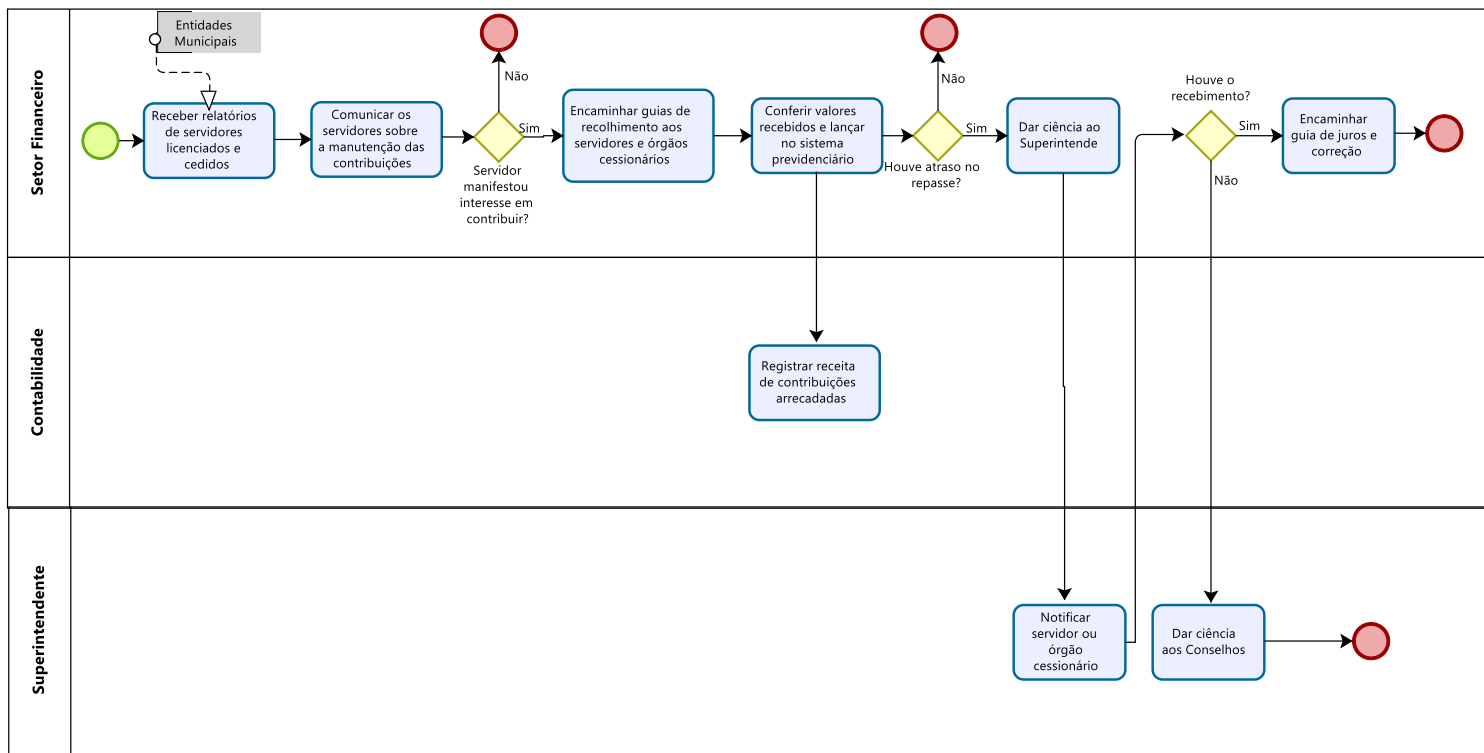 Setor Financeiro
Entidades
Municipais
Receber relatórios
de servidores
licenciados e
cedidos
Comunicar os
servidores sobre
a manutenção das
contribuições
Não
Sim
Servidor
manifestou
interesse em
contribuir?
Encaminhar guias de
recolhimento aos
servidores e órgãos
cessionários
Conferir valores
recebidos e lançar
no sistema
previdenciário
Não
Sim
Houve atraso no
repasse?
Dar ciência ao
Superintende
Houve o
recebimento?
Sim
Não
Encaminhar
guia de juros e
correção
Contabilidade
Registrar receita
de contribuições
arrecadadas
Superintendente
Notificar
servidor ou
órgão
cessionário
Dar ciência
aos Conselhos